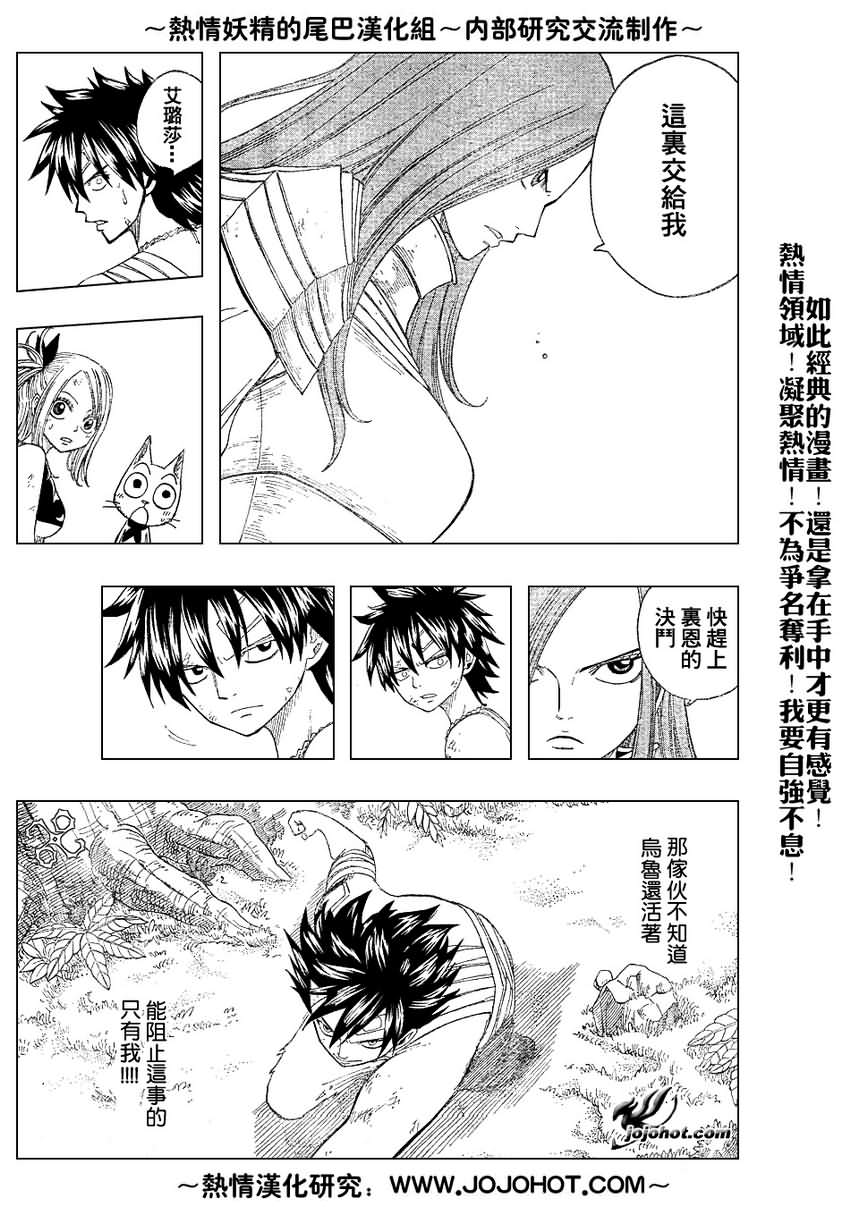 ～熱情妖精的尾巴漢化組～内部研究交流制作～
這裏交給我
艾璐莎…
快趕上
裏恩的
決鬥
那傢伙不知道
烏魯還活著
能阻止這事的
只有我!!!!
如此經典的漫畫！還是拿在手中才更有感覺！
熱情領域！凝聚熱情！不為爭名奪利！我要自強不息！
jojohot.com
～熱情漢化研究：WWW.JOJOHOT.COM～